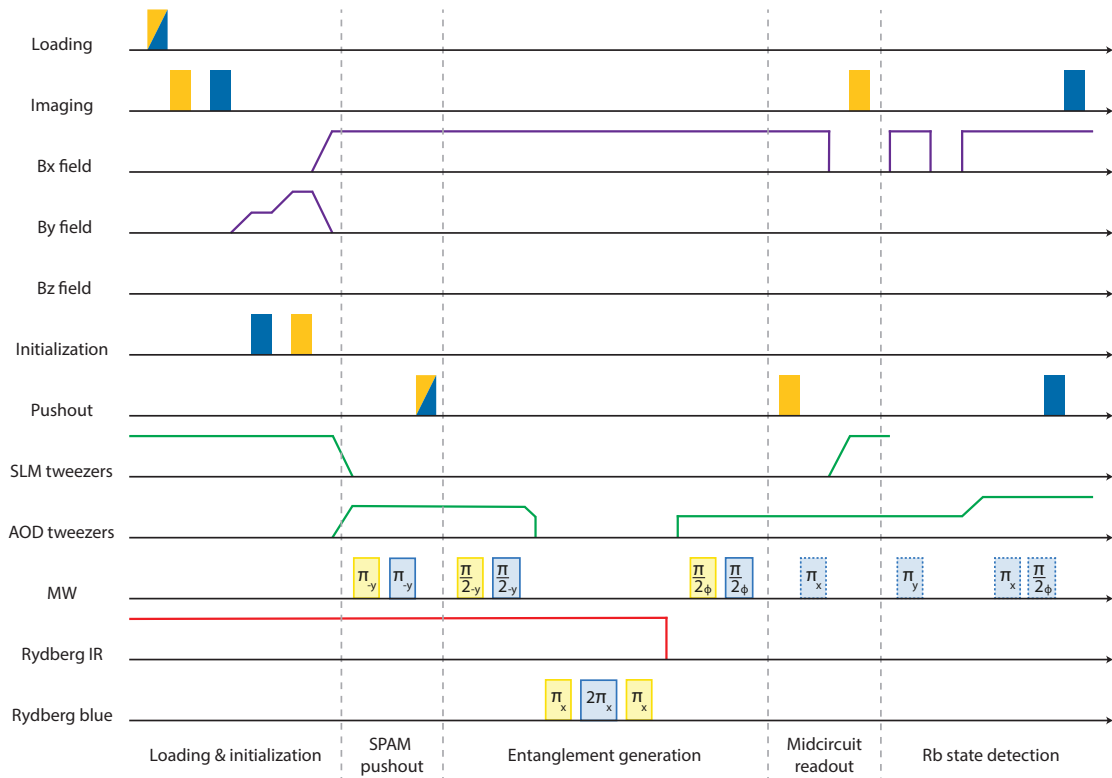 Loading
Imaging
Bx field
By field
Bz field
Initialization
Pushout
SLM tweezers
AOD tweezers
MW
π-y π-y π/2-y π/2-y π/2ϕ π/2ϕ πx πy πx π/2ϕ
Rydberg IR
Rydberg blue
πx 2πx πx
Loading & initialization
SPAM
pushout
Entanglement generation
Midcircuit
readout
Rb state detection